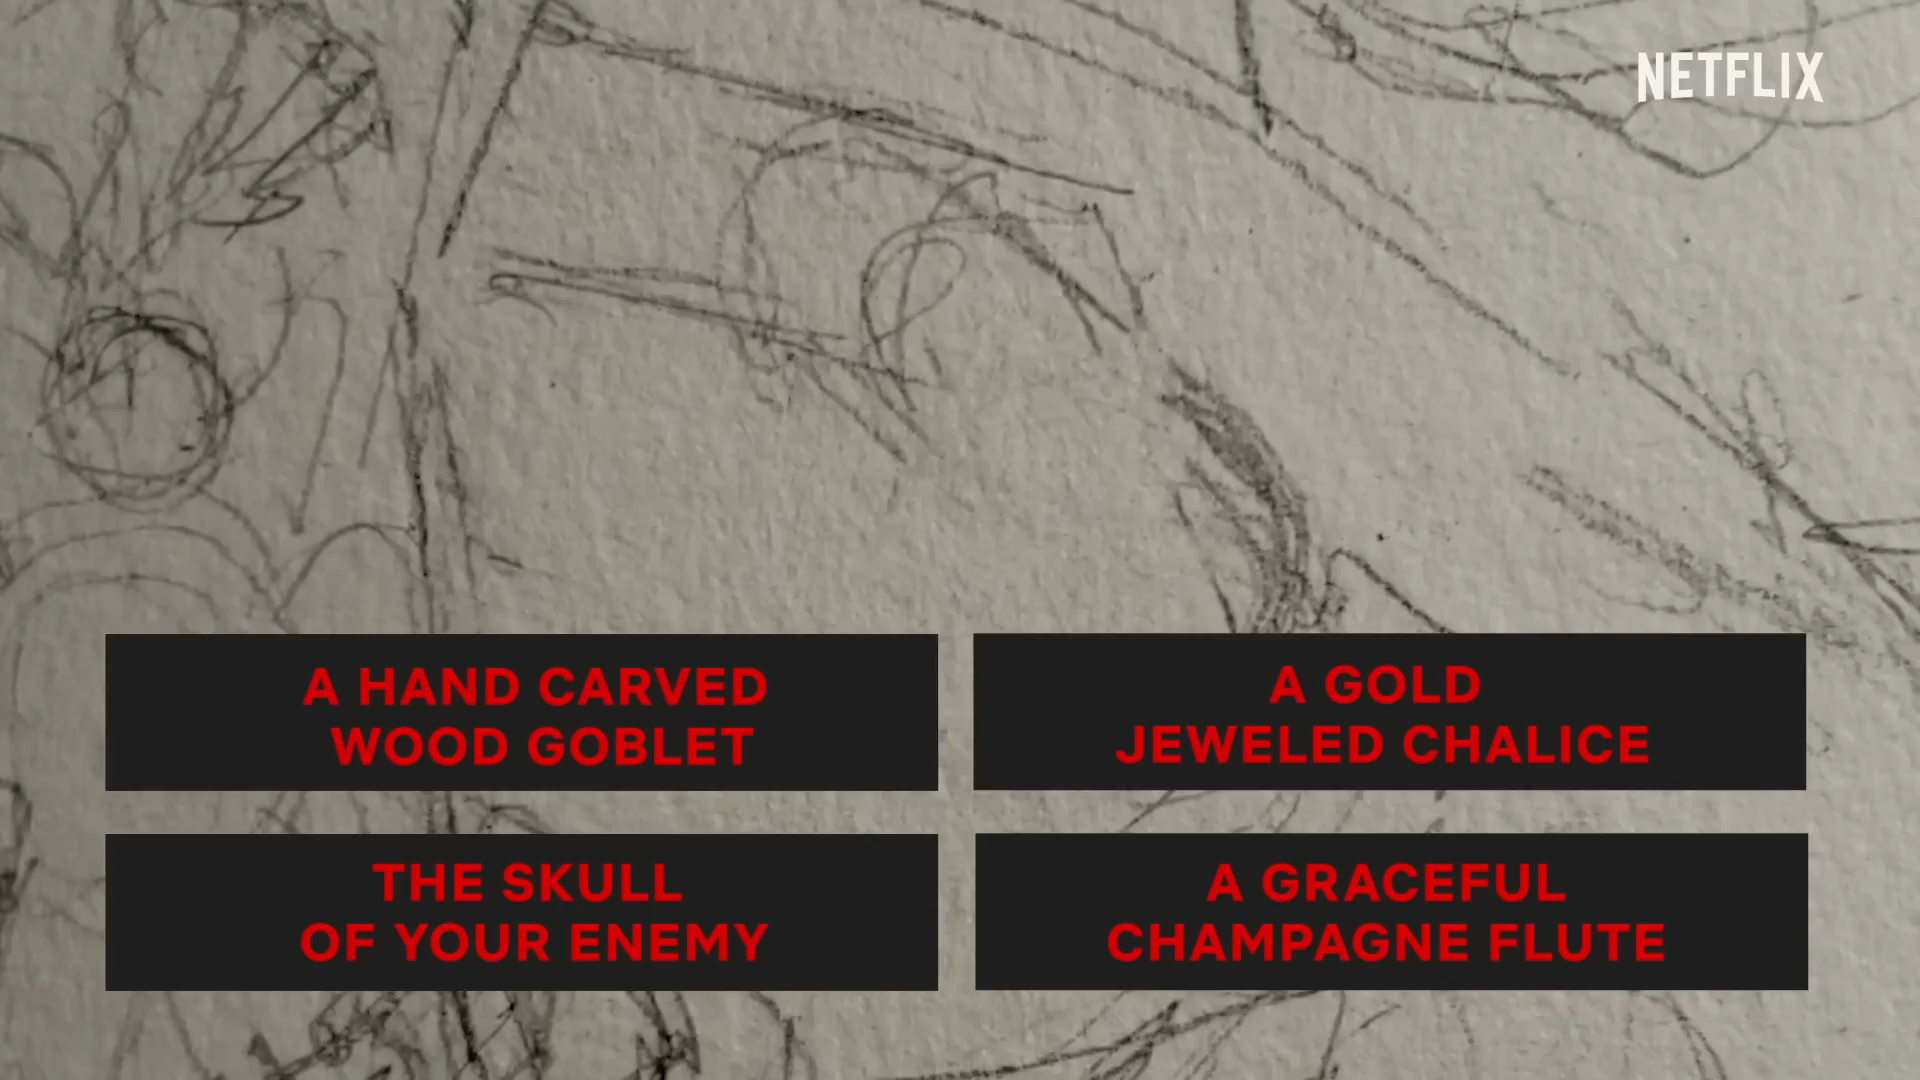 NETFLIX
A HAND CARVED
WOOD GOBLET
A GOLD
JEWELED CHALICE
THE SKULL
OF YOUR ENEMY
A GRACEFUL
CHAMPAGNE FLUTE